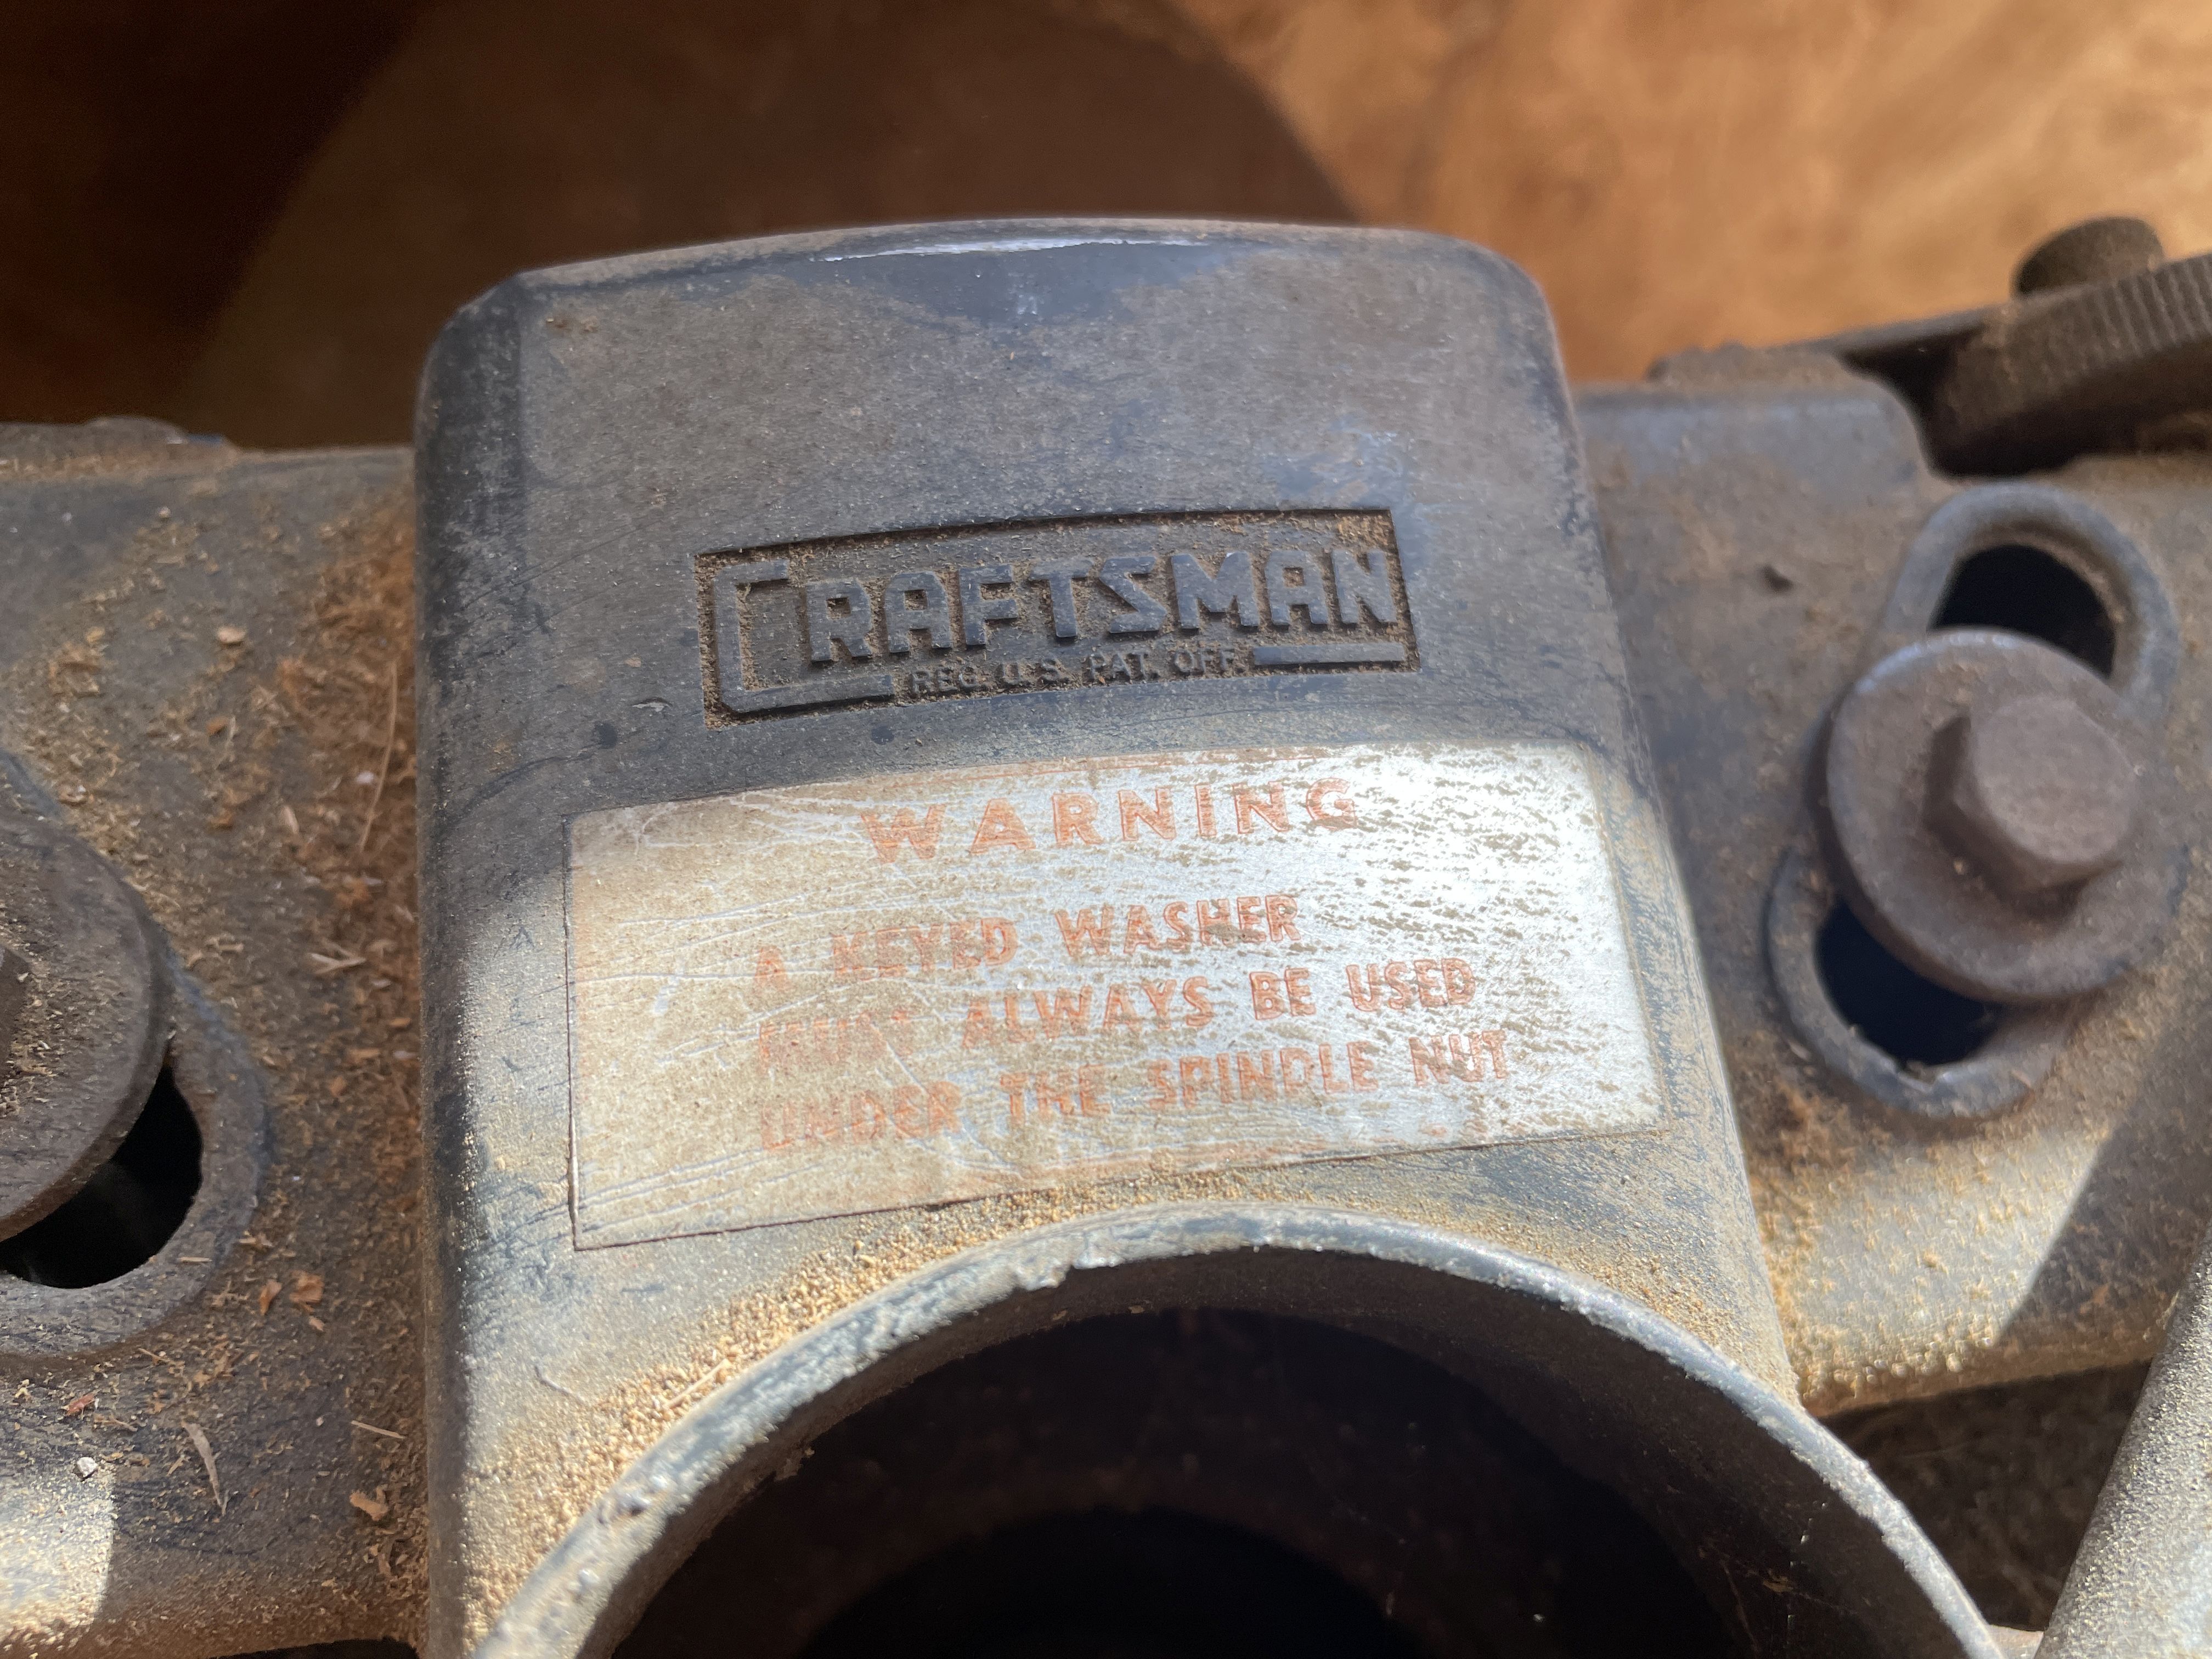 CRAFTSMAN
REG. U.S. PAT. OFF.
WARNING
A KEYED WASHER
MUST ALWAYS BE USED
UNDER THE SPINDLE NUT